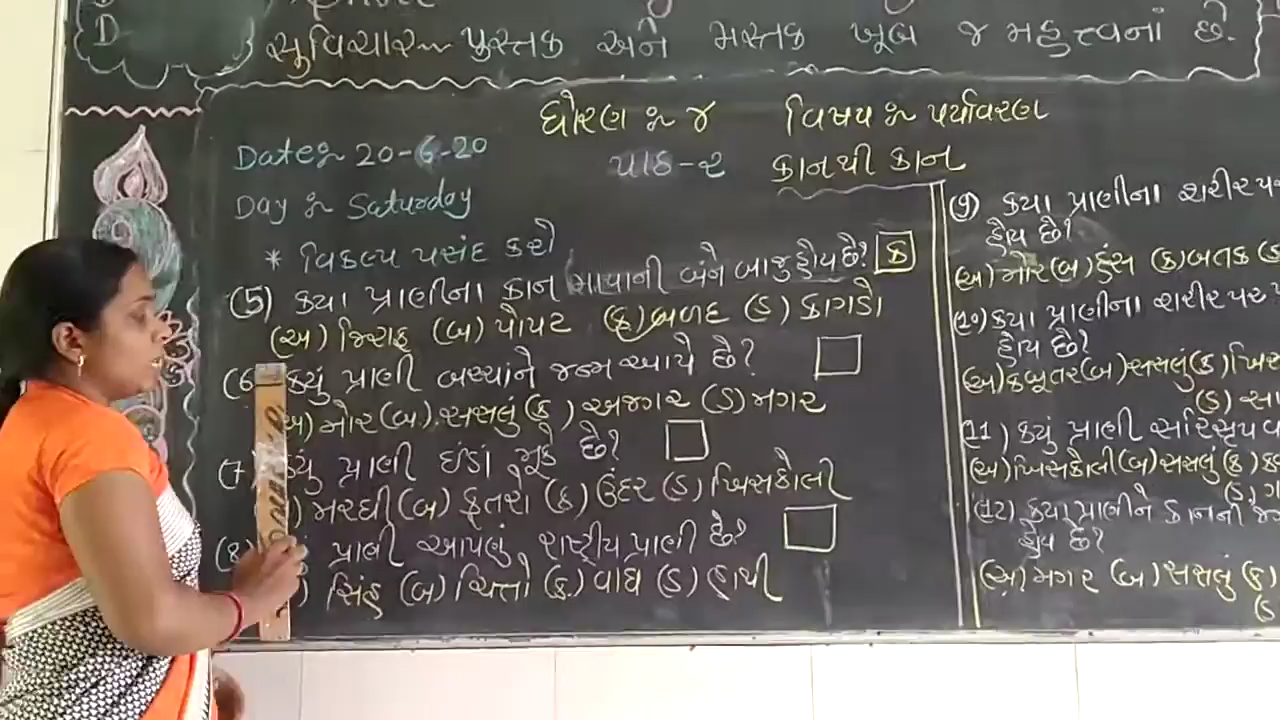 D
સુવિચાર~ પુસ્તક અને મસ્તક ખૂબ જ મહત્ત્વનાં છે.
ધોરણ ઃ ૪ વિષય ઃ પર્યાવરણ
Date ઃ 20-6-20 પાઠ-૨ કાનથી કાન
Day ઃ Saturday
* વિકલ્પ પસંદ કરો
(5) કયા પ્રાણીના કાન માથાની બંને બાજુ હોય છે? ક
(અ) જિરાફ (બ) પોપટ (ક) બળદ (ડ) કાગડો
(6 કયું પ્રાણી બચ્ચાંને જન્મ આપે છે?
અ) મોર (બ) સસલું (ક) અજગર (ડ) મગર
(7) કયું પ્રાણી ઈંડાં મૂકે છે?
) મરઘી (બ) કૂતરો (ક) ઉંદર (ડ) ખિસકોલી
(8 પ્રાણી આપણું રાષ્ટ્રીય પ્રાણી છે?
) સિંહ (બ) ચિત્તો (ક) વાઘ (ડ) હાથી
(9) કયા પ્રાણીના શરીર પર
હોય છે?
(અ) મોર (બ) હંસ (ક) બતક (ડ
(10) કયા પ્રાણીના શરીર પર
હોય છે?
(અ) કબૂતર (બ) સસલું (ક) ખિસ
(ડ) સા
(11) કયું પ્રાણી સરિસૃપ વ
(અ) ખિસકોલી (બ) સસલું (ક) ક
(ડ) ગ
(12) કયા પ્રાણીને કાનની
હોય છે?
(અ) મગર (બ) સસલું (ક)
(ડ